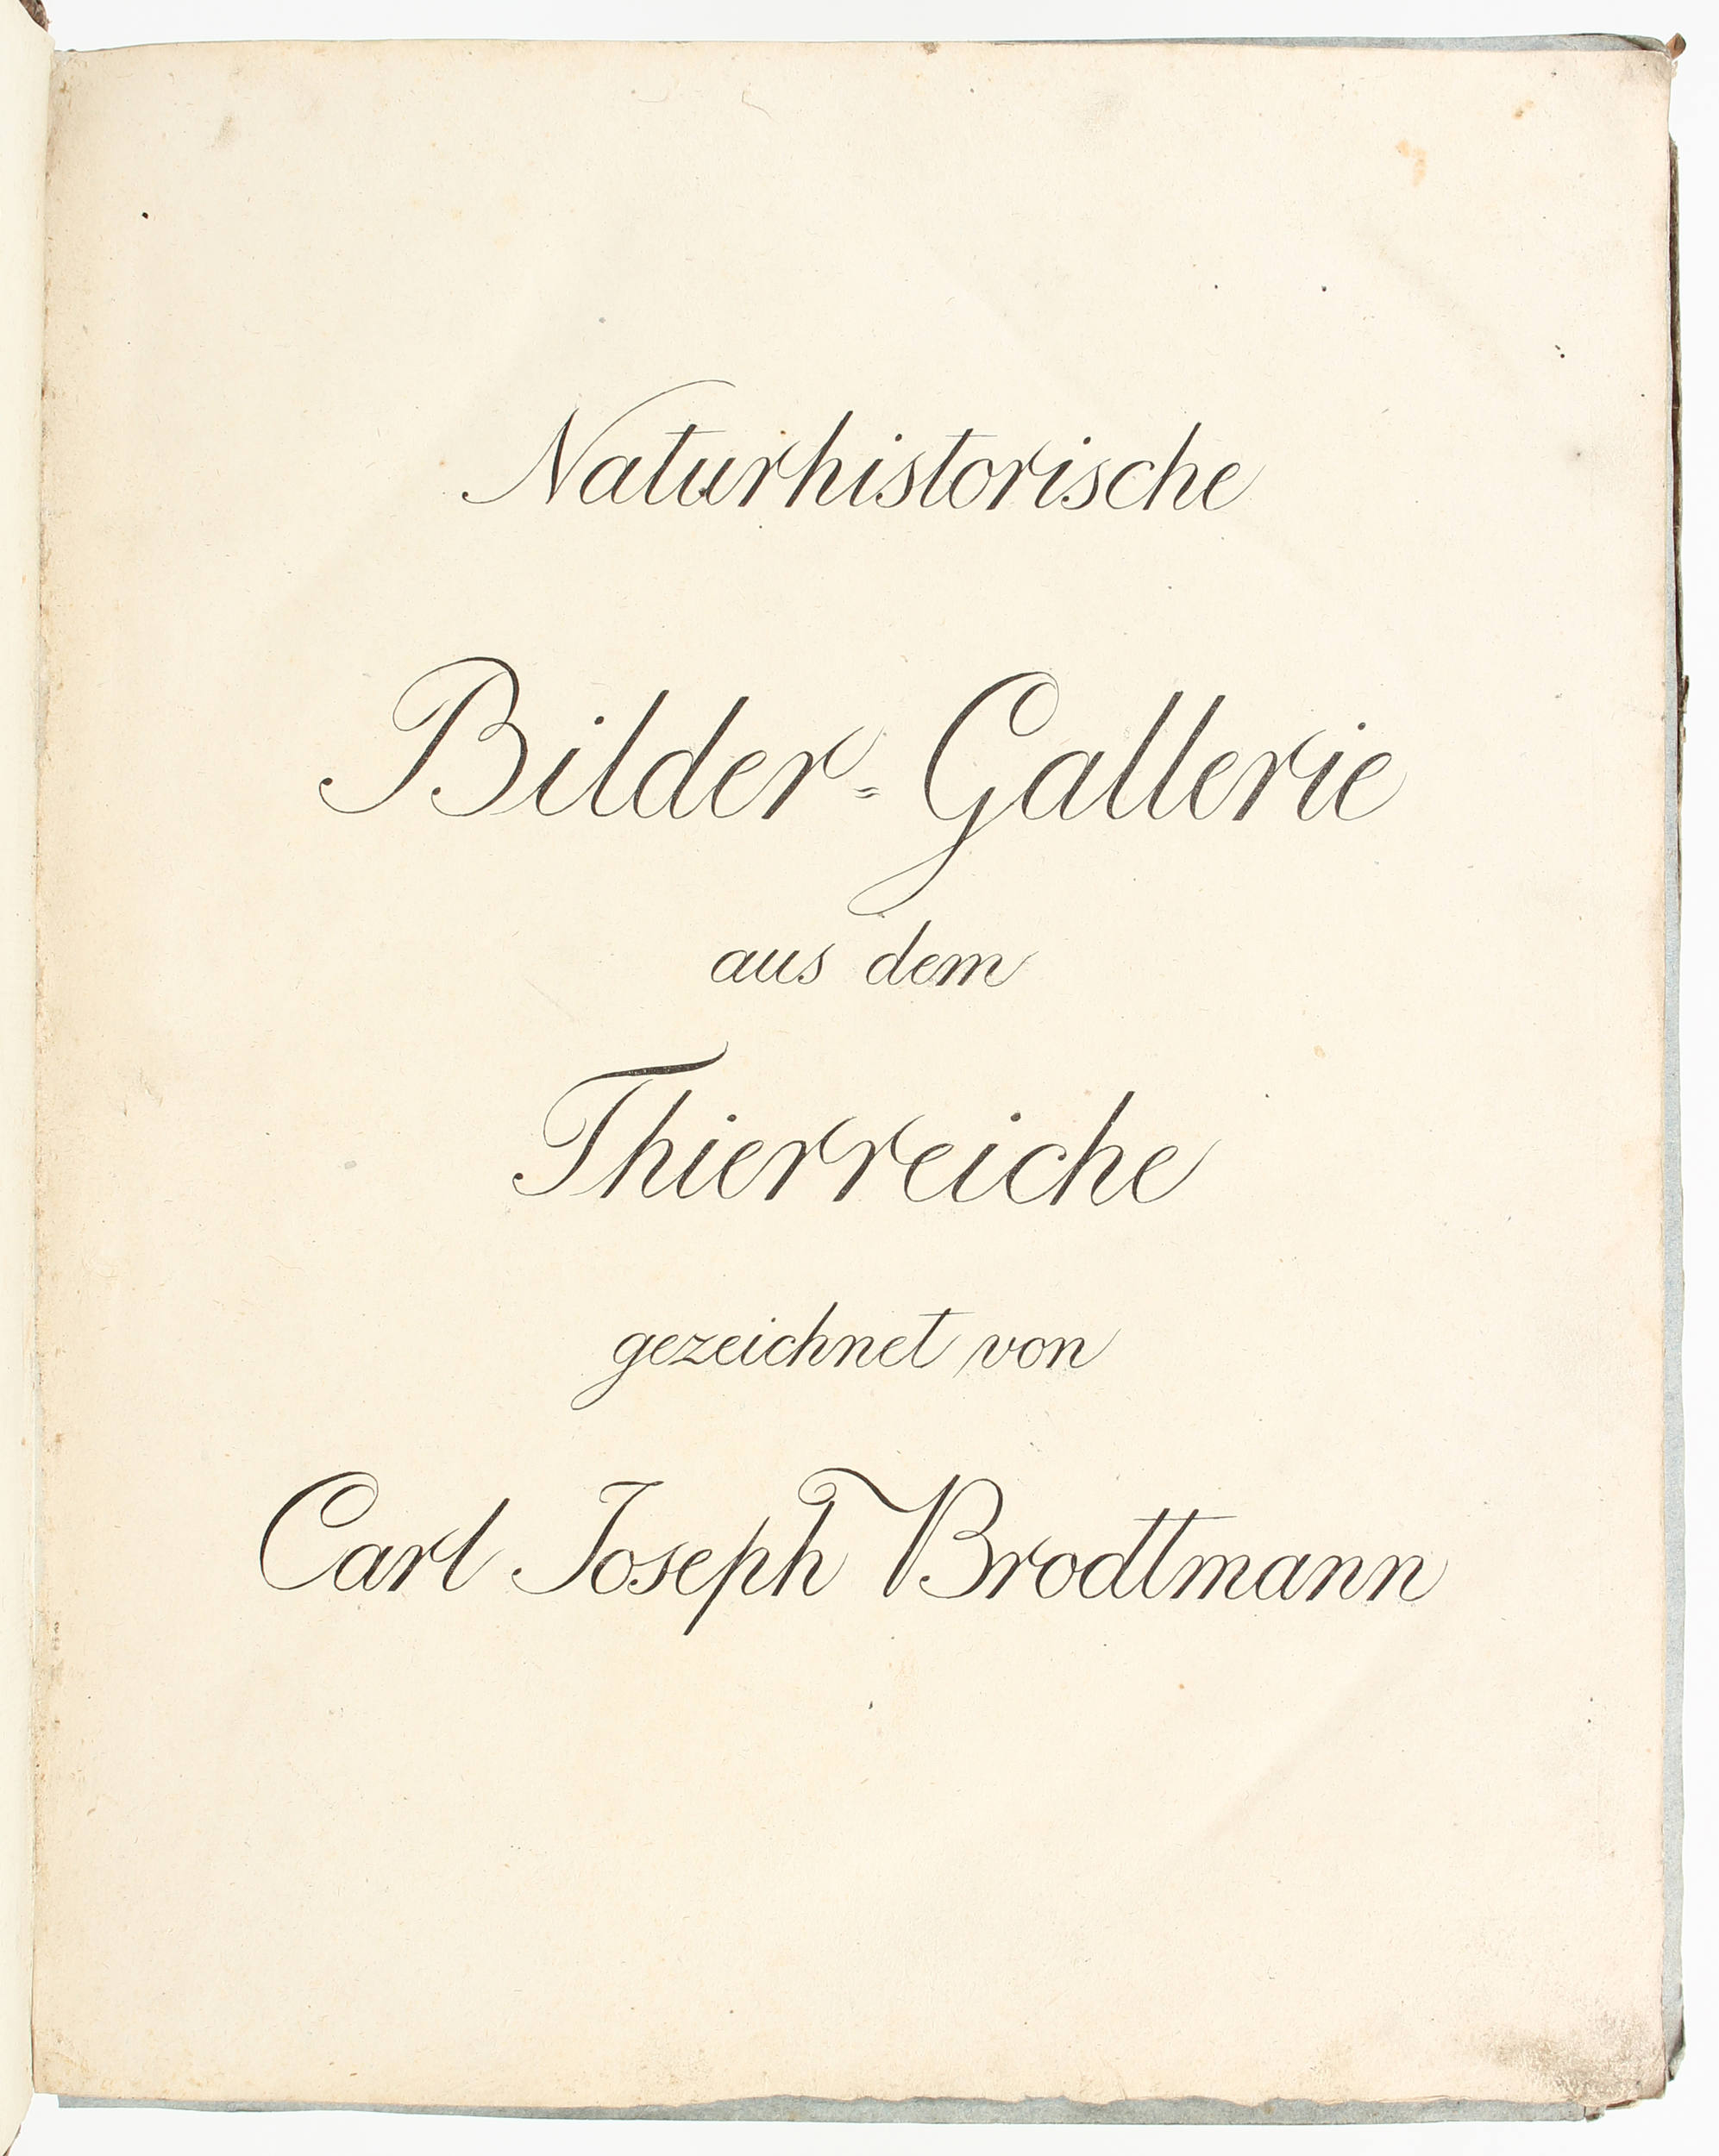 Naturhistorische
Bilder=Gallerie
aus dem
Thierreiche
gezeichnet von
Carl Joseph Brodtmann